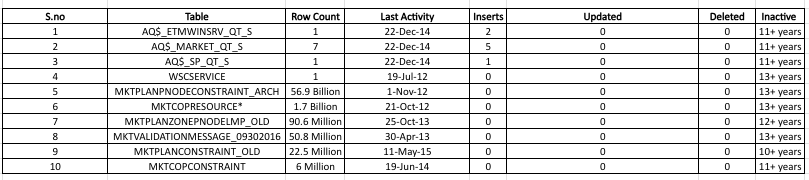 S.no Table Row Count Last Activity Inserts Updated Deleted Inactive
1 AQ$_ETMWINSRV_QT_S 1 22-Dec-14 2 0 0 11+ years
2 AQ$_MARKET_QT_S 7 22-Dec-14 5 0 0 11+ years
3 AQ$_SP_QT_S 1 22-Dec-14 1 0 0 11+ years
4 WSCSERVICE 1 19-Jul-12 0 0 0 13+ years
5 MKTPLANPNODECONSTRAINT_ARCH 56.9 Billion 1-Nov-12 0 0 0 13+ years
6 MKTCOPRESOURCE* 1.7 Billion 21-Oct-12 0 0 0 13+ years
7 MKTPLANZONEPNODELMP_OLD 90.6 Million 25-Oct-13 0 0 0 12+ years
8 MKTVALIDATIONMESSAGE_09302016 50.8 Million 30-Apr-13 0 0 0 13+ years
9 MKTPLANCONSTRAINT_OLD 22.5 Million 11-May-15 0 0 0 10+ years
10 MKTCOPCONSTRAINT 6 Million 19-Jun-14 0 0 0 11+ years